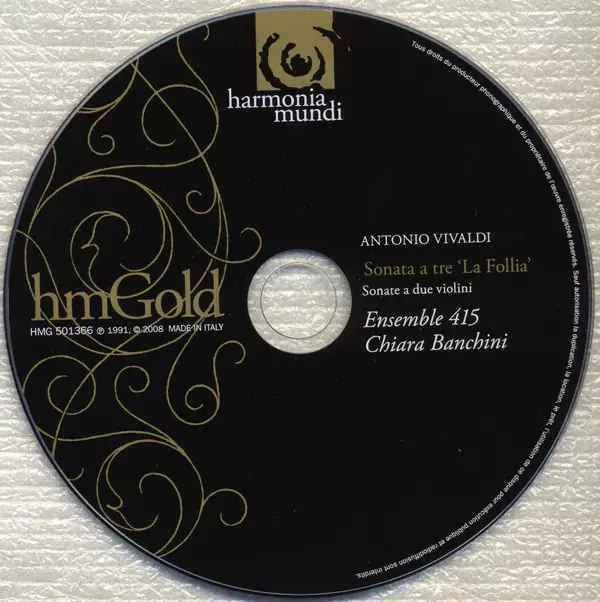 harmonia
mundi
Tous droits du producteur phonographique et du propriétaire de l'œuvre enregistrée réservés. Sauf autorisation la duplication, la location, le prêt, l'utilisation de ce disque pour exécution publique et radiodiffusion sont interdits.
ANTONIO VIVALDI
Sonata a tre ‘La Follia’
Sonate a due violini
Ensemble 415
Chiara Banchini
hmGold
HMG 501366 ℗ 1991, © 2008 MADE IN ITALY